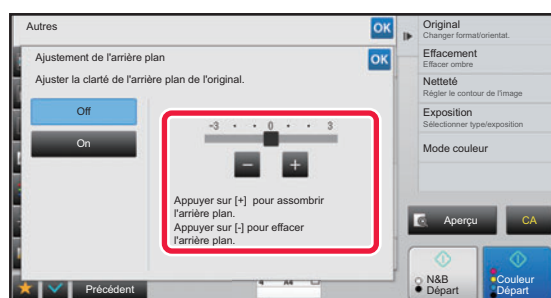 Autres
OK
Ajustement de l'arrière plan
OK
Ajuster la clarté de l'arrière plan de l'original.
Off
On
-3 0 3
- +
Appuyer sur [+] pour assombrir
l'arrière plan.
Appuyer sur [-] pour effacer
l'arrière plan.
Précédent
Original
Changer format/orientat.
Effacement
Effacer ombre
Netteté
Régler le contour de l'image
Exposition
Sélectionner type/exposition
Mode couleur
Aperçu
CA
N&B
Départ
Couleur
Départ